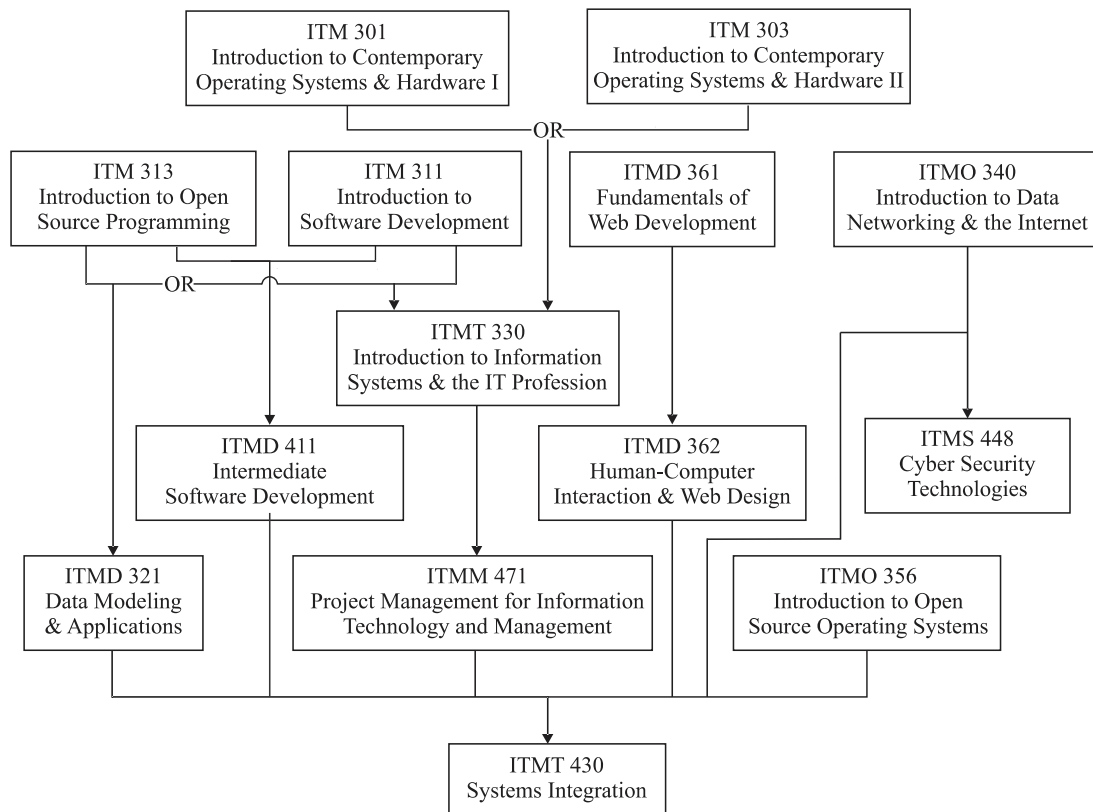 ITM 301
Introduction to Contemporary
Operating Systems & Hardware I
ITM 303
Introduction to Contemporary
Operating Systems & Hardware II
OR
ITM 313
Introduction to Open
Source Programming
ITM 311
Introduction to
Software Development
ITMD 361
Fundamentals of
Web Development
ITMO 340
Introduction to Data
Networking & the Internet
OR
ITMT 330
Introduction to Information
Systems & the IT Profession
ITMD 411
Intermediate
Software Development
ITMD 362
Human-Computer
Interaction & Web Design
ITMS 448
Cyber Security
Technologies
ITMD 321
Data Modeling
& Applications
ITMM 471
Project Management for Information
Technology and Management
ITMO 356
Introduction to Open
Source Operating Systems
ITMT 430
Systems Integration